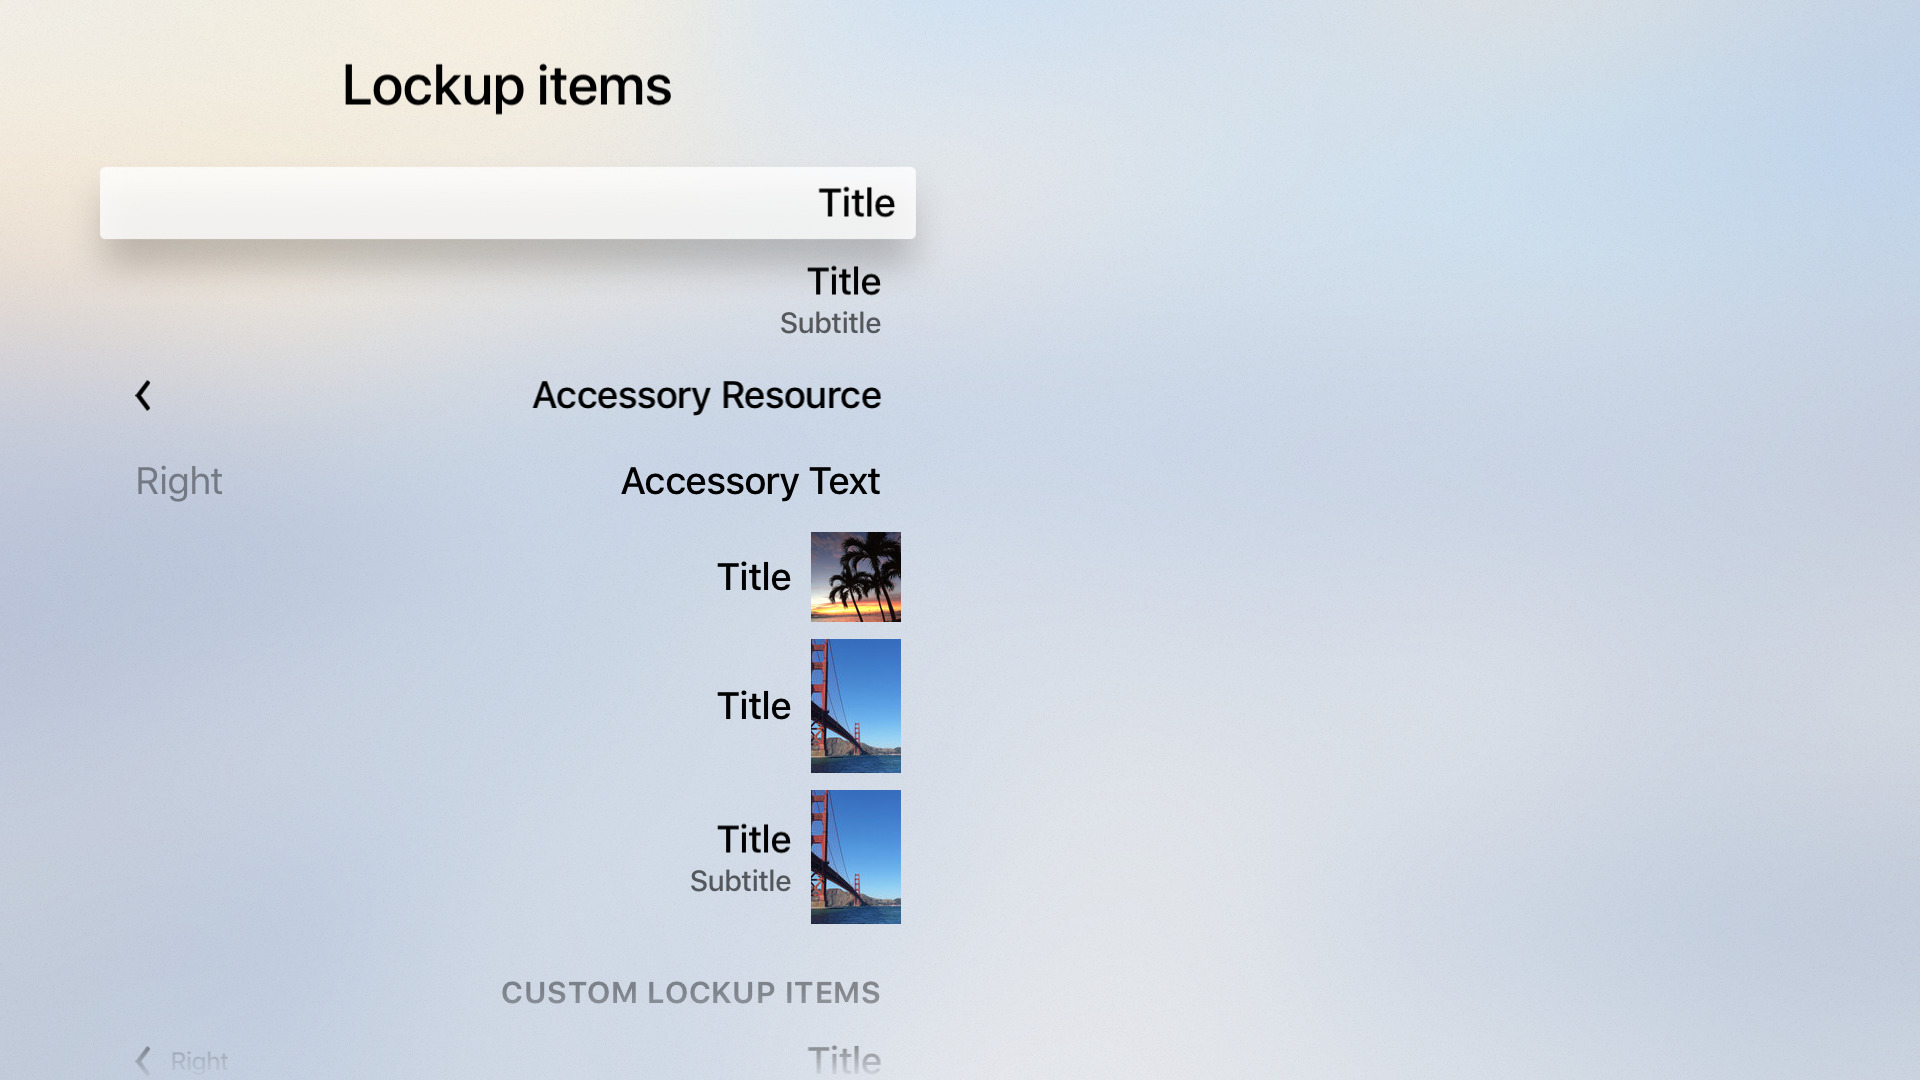 Lockup items
Title
Title
Subtitle
Accessory Resource
Accessory Text
Right
Title
Title
Title
Subtitle
CUSTOM LOCKUP ITEMS
Title
Right